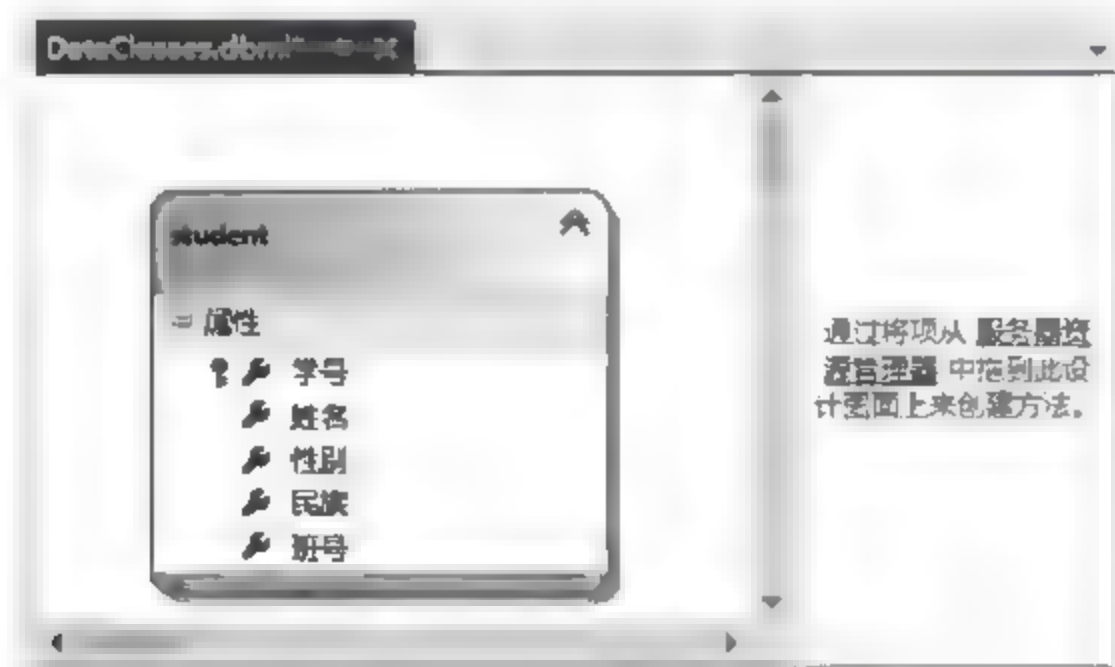 DataClasses.dbml*
student
属性
学号
姓名
性别
民族
班号
通过将项从 服务器资
源管理器 中拖到此设
计图面上来创建方法。